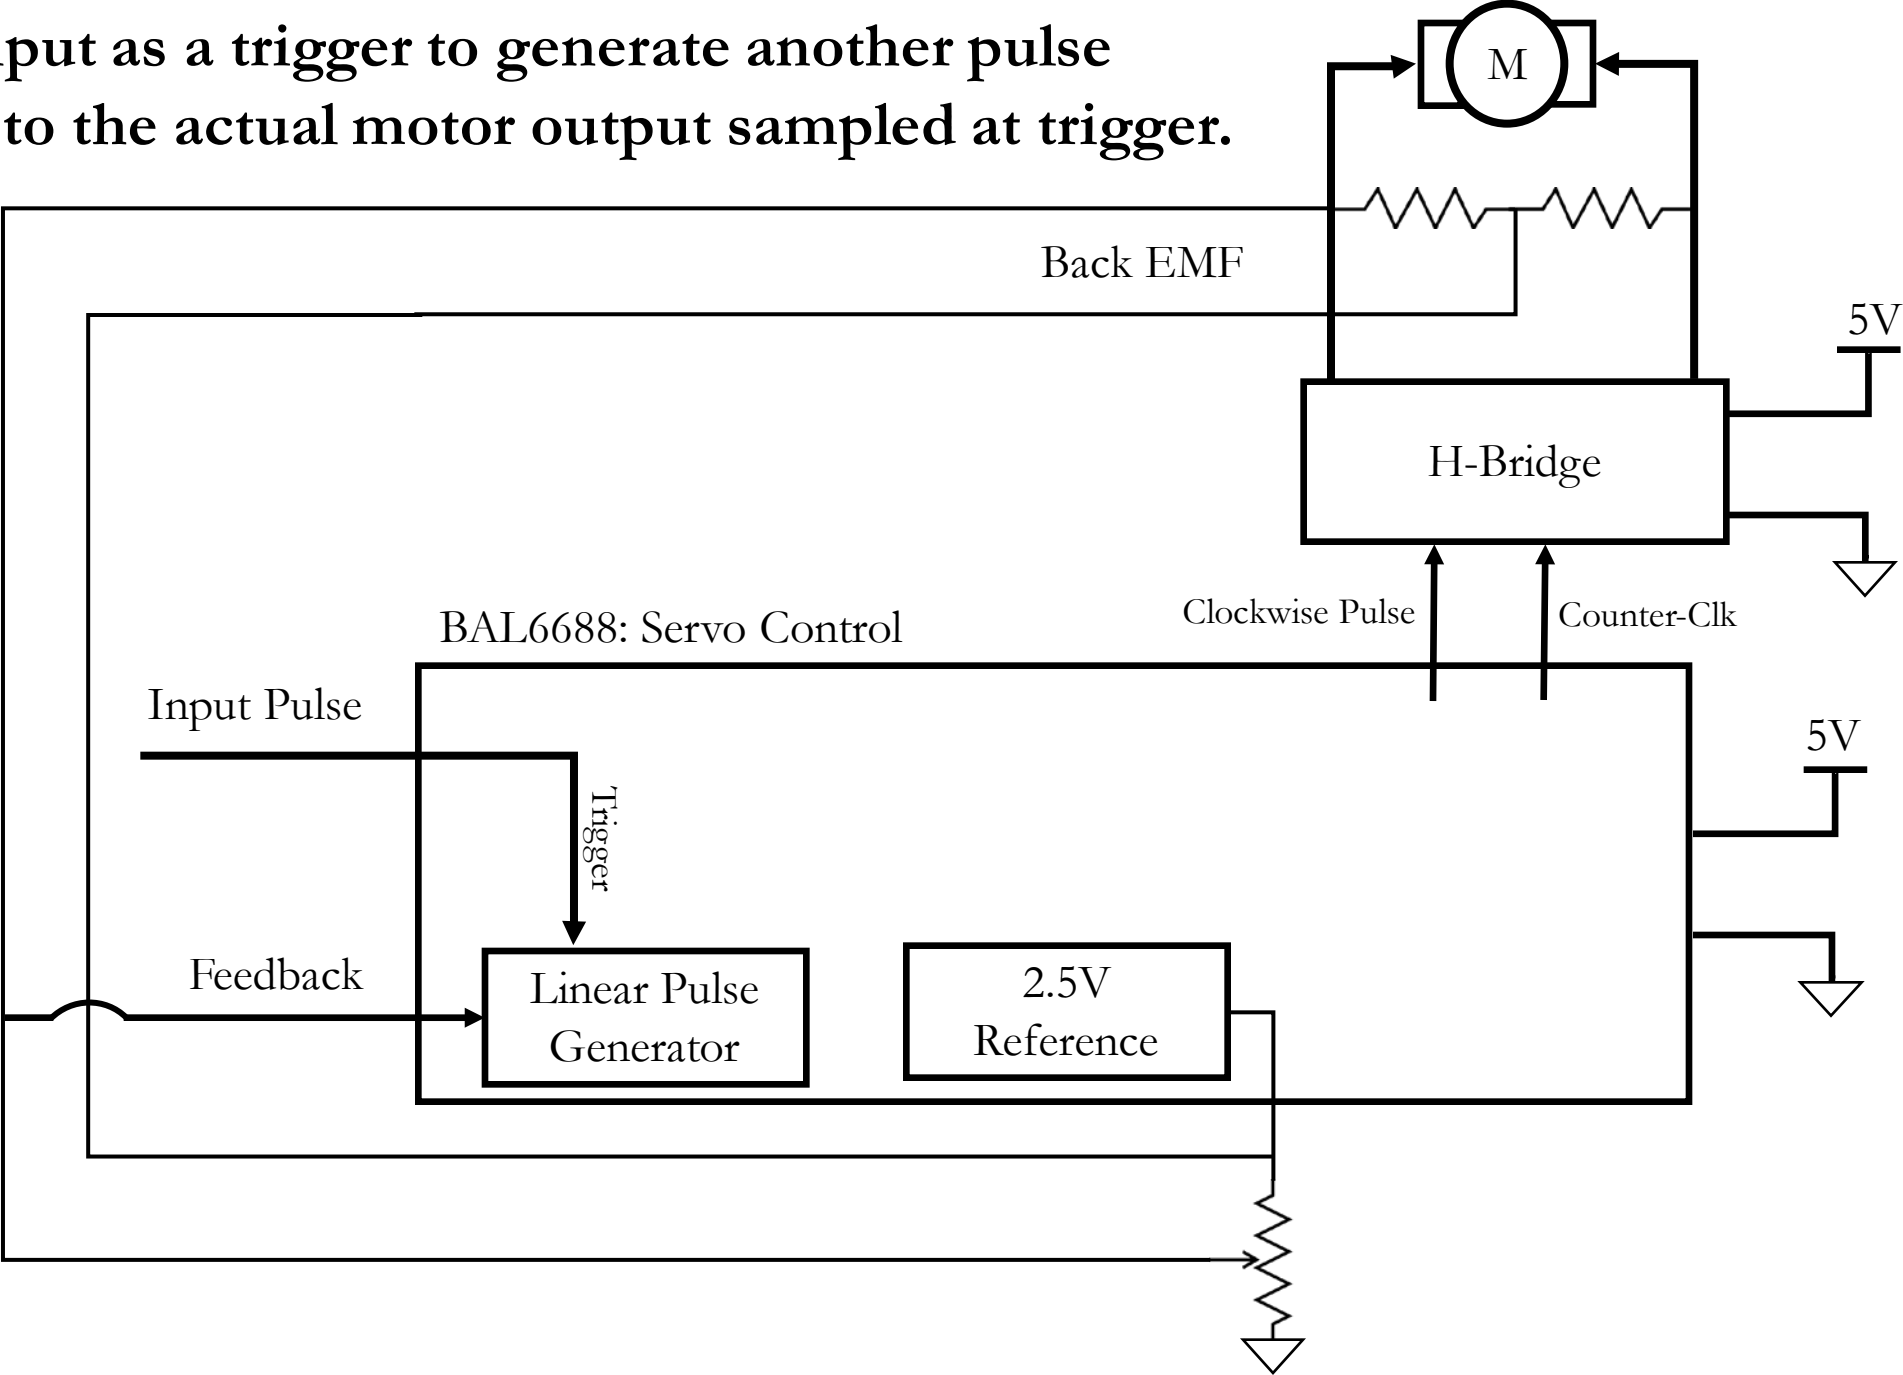 put as a trigger to generate another pulse
to the actual motor output sampled at trigger.
M
Back EMF
5V
H-Bridge
Clockwise Pulse
Counter-Clk
BAL6688: Servo Control
Input Pulse
5V
Trigger
Feedback
Linear Pulse
Generator
2.5V
Reference